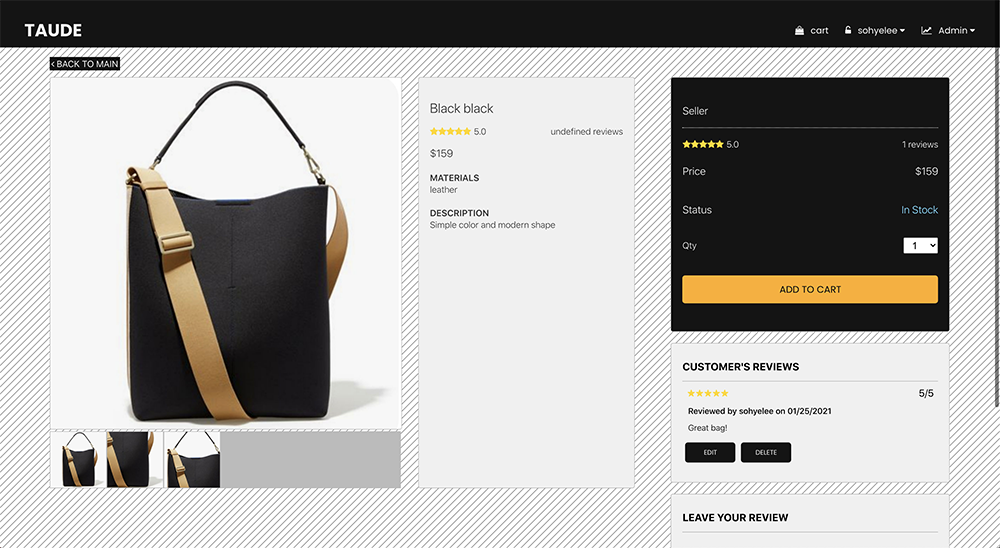 TAUDE
cart
sohyelee
Admin
< BACK TO MAIN
Black black
5.0
undefined reviews
$159
MATERIALS
leather
DESCRIPTION
Simple color and modern shape
Seller
5.0
1 reviews
Price
$159
Status
In Stock
Qty
1
ADD TO CART
CUSTOMER'S REVIEWS
5/5
Reviewed by sohyelee on 01/25/2021
Great bag!
EDIT
DELETE
LEAVE YOUR REVIEW